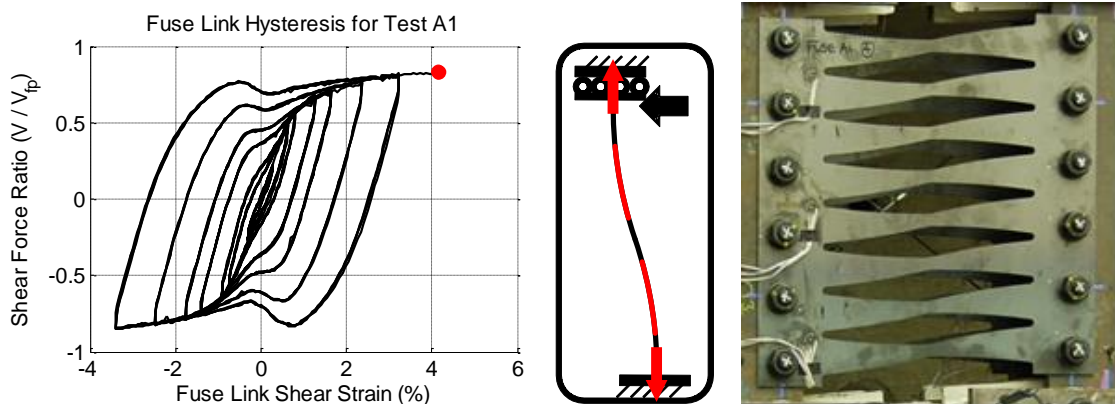 Fuse Link Hysteresis for Test A1
Shear Force Ratio (V / Vfp)
1
0.5
0
-0.5
-1
-4
-2
0
2
4
6
Fuse Link Shear Strain (%)
FUSE A1